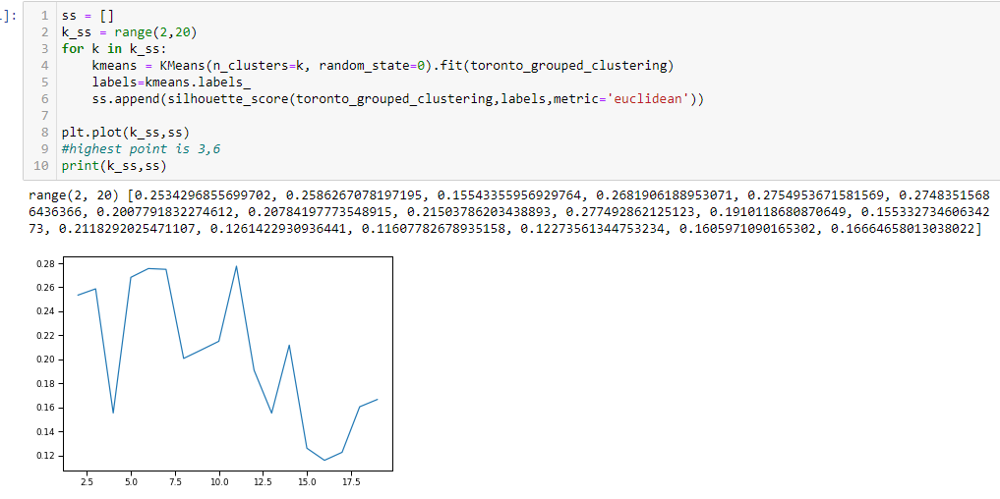 ]:
1 ss = []
2 k_ss = range(2,20)
3 for k in k_ss:
4 kmeans = KMeans(n_clusters=k, random_state=0).fit(toronto_grouped_clustering)
5 labels=kmeans.labels_
6 ss.append(silhouette_score(toronto_grouped_clustering,labels,metric='euclidean'))
7
8 plt.plot(k_ss,ss)
9 #highest point is 3,6
10 print(k_ss,ss)
range(2, 20) [0.2534296855699702, 0.2586267078197195, 0.15543355956929764, 0.2681906188953071, 0.2754953671581569, 0.2748351568
6436366, 0.2007791832274612, 0.20784197773548915, 0.21503786203438893, 0.277492862125123, 0.1910118680870649, 0.155332734606342
73, 0.2118292025471107, 0.1261422930936441, 0.11607782678935158, 0.12273561344753234, 0.1605971090165302, 0.16664658013038022]
0.28
0.26
0.24
0.22
0.20
0.18
0.16
0.14
0.12
2.5 5.0 7.5 10.0 12.5 15.0 17.5